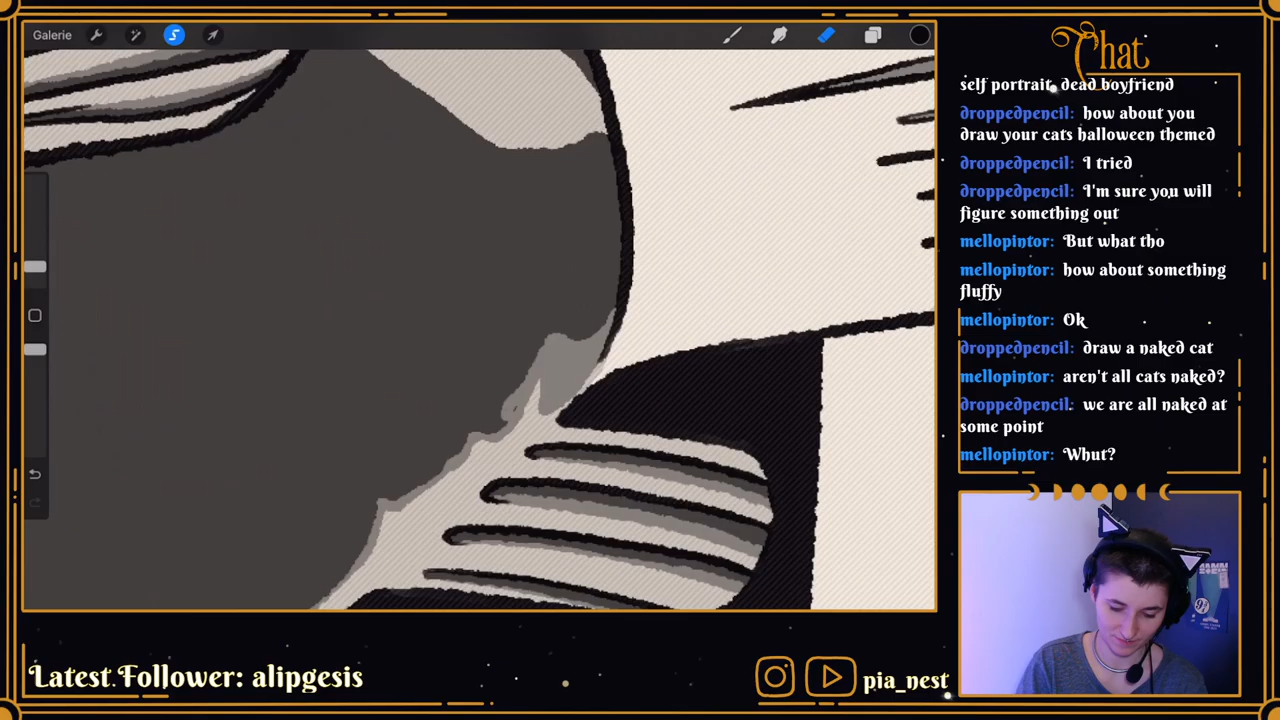 Galerie
Chat
self portrait, dead boyfriend
droppedpencil: how about you
draw your cats halloween themed
droppedpencil: I tried
droppedpencil: I'm sure you will
figure something out
mellopintor: But what tho
mellopintor: how about something
fluffy
mellopintor: Ok
droppedpencil: draw a naked cat
mellopintor: aren't all cats naked?
droppedpencil: we are all naked at
some point
mellopintor: Whut?
Latest Follower: alipgesis
pia_nest